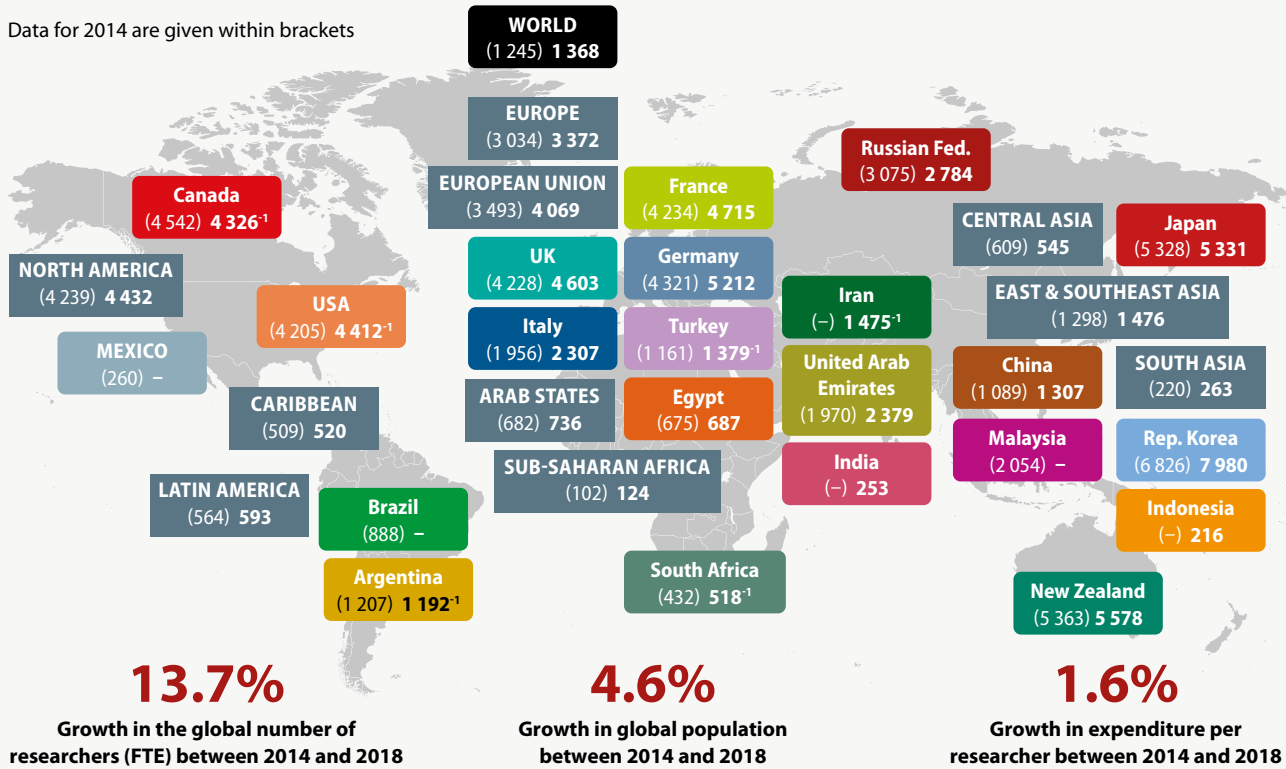 Data for 2014 are given within brackets
WORLD
(1 245) 1 368
EUROPE
(3 034) 3 372
Russian Fed.
(3 075) 2 784
Canada
(4 542) 4 326⁻¹
EUROPEAN UNION
(3 493) 4 069
France
(4 234) 4 715
CENTRAL ASIA
(609) 545
Japan
(5 328) 5 331
NORTH AMERICA
(4 239) 4 432
USA
(4 205) 4 412⁻¹
UK
(4 228) 4 603
Germany
(4 321) 5 212
Iran
(–) 1 475⁻¹
EAST & SOUTHEAST ASIA
(1 298) 1 476
MEXICO
(260) –
Italy
(1 956) 2 307
Turkey
(1 161) 1 379⁻¹
United Arab
Emirates
(1 970) 2 379
China
(1 089) 1 307
SOUTH ASIA
(220) 263
CARIBBEAN
(509) 520
ARAB STATES
(682) 736
Egypt
(675) 687
Malaysia
(2 054) –
Rep. Korea
(6 826) 7 980
SUB-SAHARAN AFRICA
(102) 124
India
(–) 253
LATIN AMERICA
(564) 593
Brazil
(888) –
Indonesia
(–) 216
Argentina
(1 207) 1 192⁻¹
South Africa
(432) 518⁻¹
New Zealand
(5 363) 5 578
13.7%
Growth in the global number of
researchers (FTE) between 2014 and 2018
4.6%
Growth in global population
between 2014 and 2018
1.6%
Growth in expenditure per
researcher between 2014 and 2018